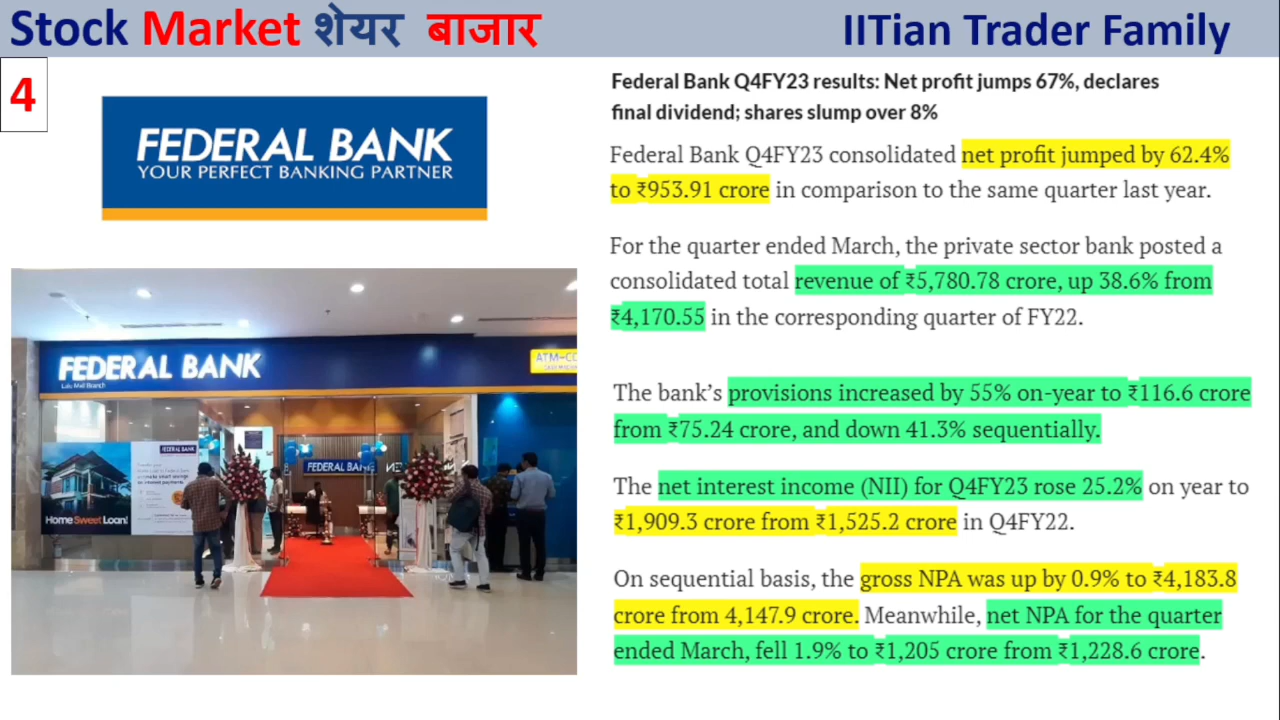 Stock Market शेयर बाजार
IITian Trader Family
4
FEDERAL BANK
YOUR PERFECT BANKING PARTNER
FEDERAL BANK
Lulu Mall Branch
ATM-C
FEDERAL BANK
FEDERAL BANK
Home Sweet Loan!
Federal Bank Q4FY23 results: Net profit jumps 67%, declares
final dividend; shares slump over 8%
Federal Bank Q4FY23 consolidated net profit jumped by 62.4%
to ₹953.91 crore in comparison to the same quarter last year.
For the quarter ended March, the private sector bank posted a
consolidated total revenue of ₹5,780.78 crore, up 38.6% from
₹4,170.55 in the corresponding quarter of FY22.
The bank’s provisions increased by 55% on-year to ₹116.6 crore
from ₹75.24 crore, and down 41.3% sequentially.
The net interest income (NII) for Q4FY23 rose 25.2% on year to
₹1,909.3 crore from ₹1,525.2 crore in Q4FY22.
On sequential basis, the gross NPA was up by 0.9% to ₹4,183.8
crore from 4,147.9 crore. Meanwhile, net NPA for the quarter
ended March, fell 1.9% to ₹1,205 crore from ₹1,228.6 crore.